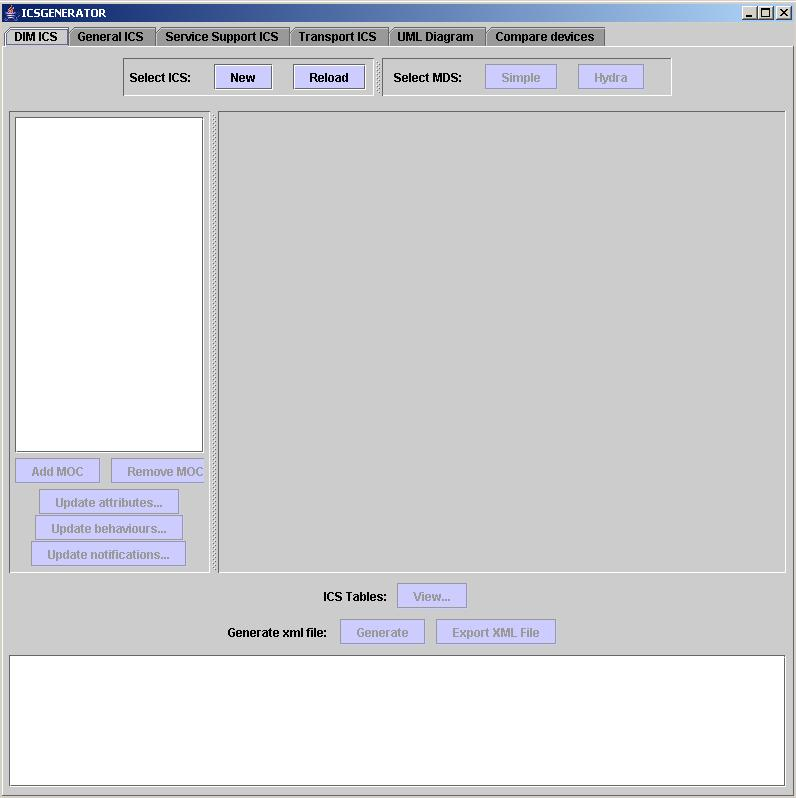 ICSGENERATOR
DIM ICS General ICS Service Support ICS Transport ICS UML Diagram Compare devices
Select ICS: New Reload Select MDS: Simple Hydra
Add MOC Remove MOC
Update attributes...
Update behaviours...
Update notifications...
ICS Tables: View...
Generate xml file: Generate Export XML File